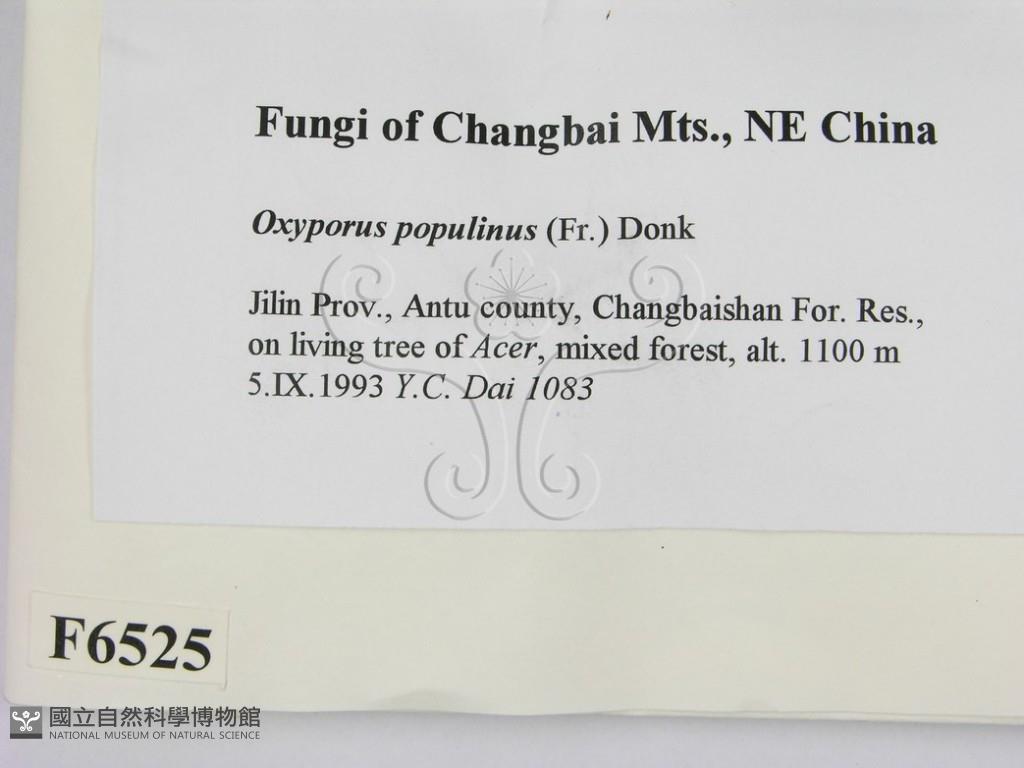 Fungi of Changbai Mts., NE China
Oxyporus populinus (Fr.) Donk
Jilin Prov., Antu county, Changbaishan For. Res.,
on living tree of Acer, mixed forest, alt. 1100 m
5.IX.1993 Y.C. Dai 1083
F6525
國立自然科學博物館
NATIONAL MUSEUM OF NATURAL SCIENCE